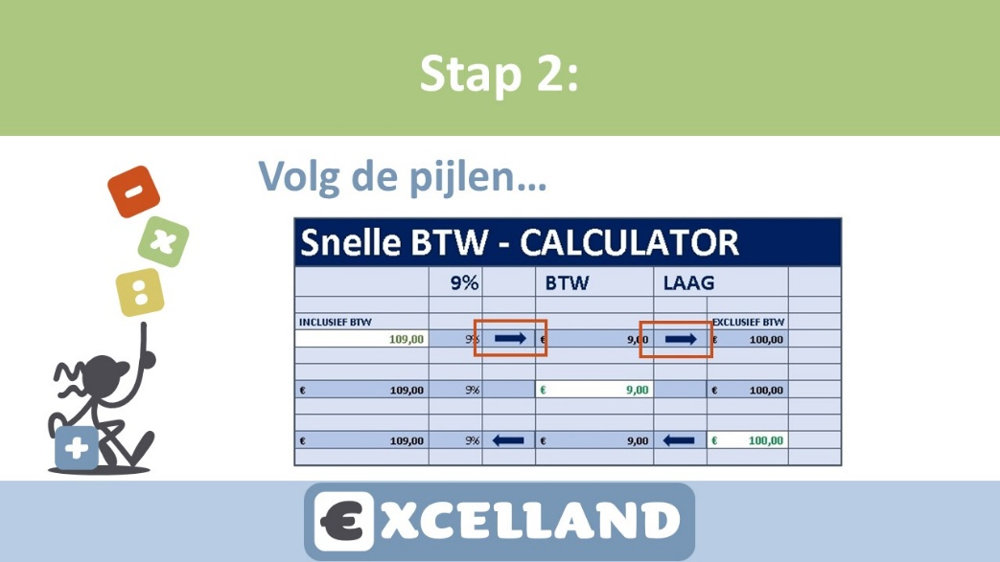 Stap 2:
Volg de pijlen...
Snelle BTW - CALCULATOR
9% BTW LAAG
INCLUSIEF BTW EXCLUSIEF BTW
109,00 9% € 9,00 € 100,00
€ 109,00 9% € 9,00 € 100,00
€ 109,00 9% € 9,00 € 100,00
€XCELLAND